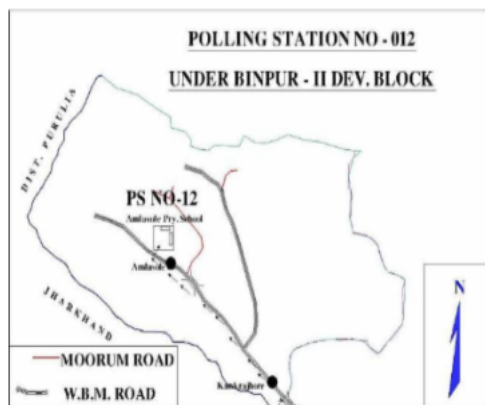 POLLING STATION NO - 012
UNDER BINPUR - II DEV. BLOCK
DIST. PURULIA
PS NO-12
Amlasole Pry. School
Amlasole
JHARKHAND
N
MOORUM ROAD
Kankrajhore
W.B.M. ROAD